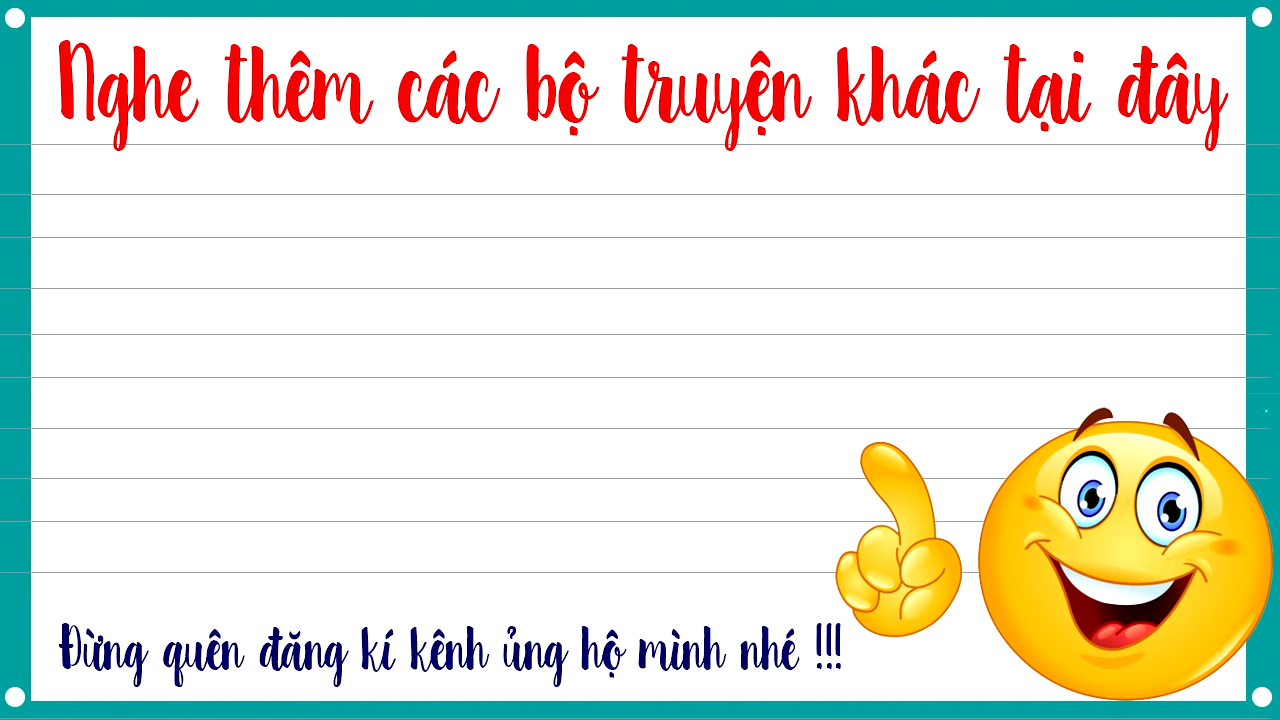 Nghe thêm các bộ truyện khác tại đây
Đừng quên đăng kí kênh ủng hộ mình nhé !!!